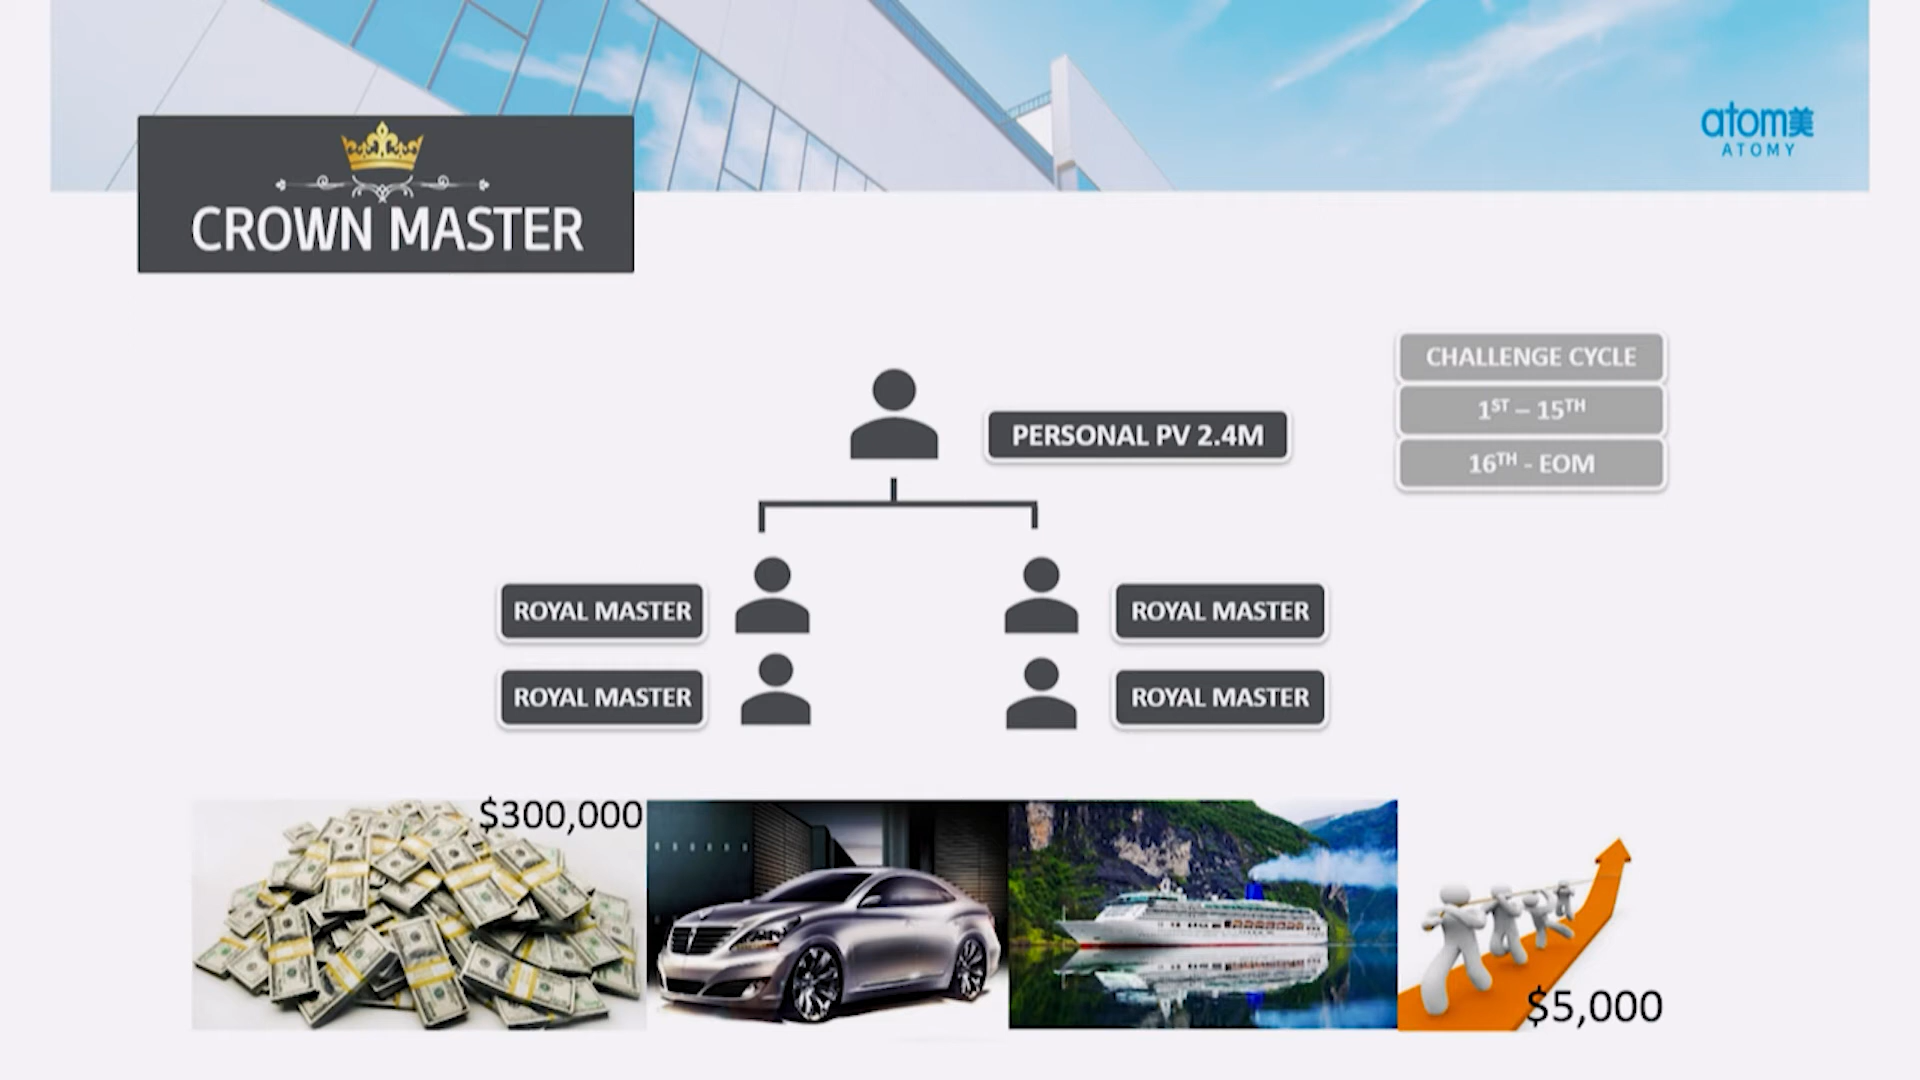 atom美
ATOMY
CROWN MASTER
CHALLENGE CYCLE
1ST – 15TH
16TH - EOM
PERSONAL PV 2.4M
ROYAL MASTER
ROYAL MASTER
ROYAL MASTER
ROYAL MASTER
$300,000
$5,000